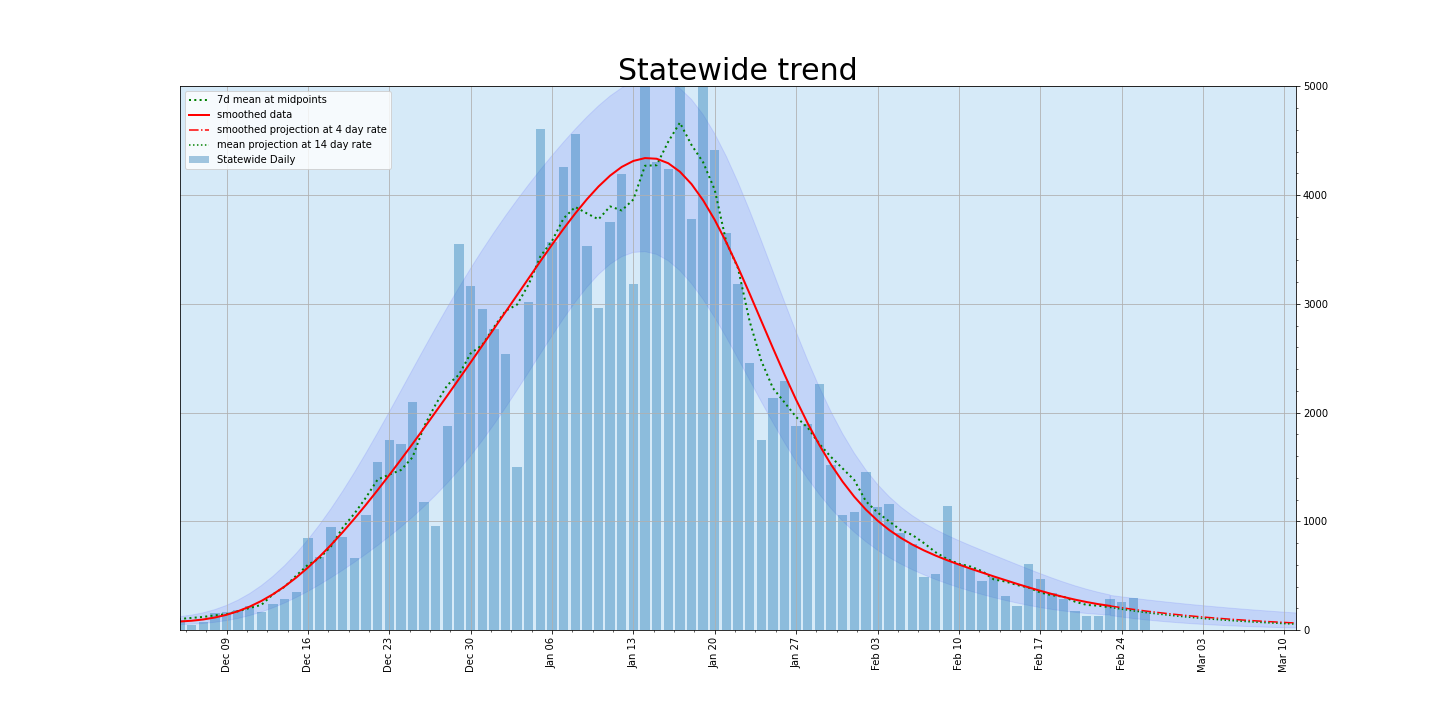 Statewide trend
7d mean at midpoints
smoothed data
smoothed projection at 4 day rate
mean projection at 14 day rate
Statewide Daily
5000
4000
3000
2000
1000
0
Dec 09
Dec 16
Dec 23
Dec 30
Jan 06
Jan 13
Jan 20
Jan 27
Feb 03
Feb 10
Feb 17
Feb 24
Mar 03
Mar 10